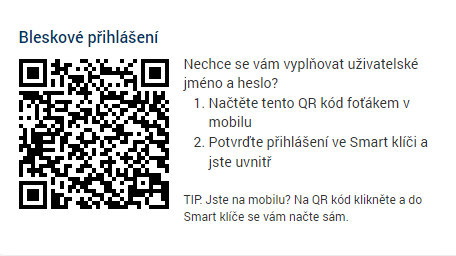 Bleskové přihlášení
Nechce se vám vyplňovat uživatelské
jméno a heslo?
1. Načtěte tento QR kód foťákem v
mobilu
2. Potvrďte přihlášení ve Smart klíči a
jste uvnitř
TIP: Jste na mobilu? Na QR kód klikněte a do
Smart klíče se vám načte sám.